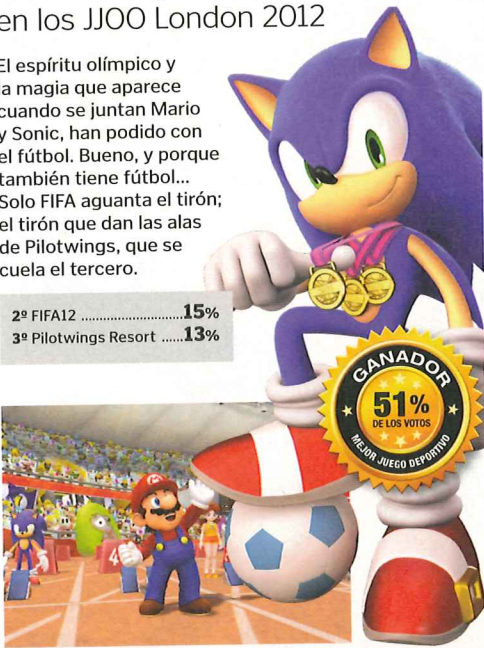 en los JJOO London 2012
El espíritu olímpico y
la magia que aparece
cuando se juntan Mario
y Sonic, han podido con
el fútbol. Bueno, y porque
también tiene fútbol...
Solo FIFA aguanta el tirón;
el tirón que dan las alas
de Pilotwings, que se
cuela el tercero.
2º FIFA12 ...........................15%
3º Pilotwings Resort ......13%
GANADOR
51%
DE LOS VOTOS
MEJOR JUEGO DEPORTIVO
4